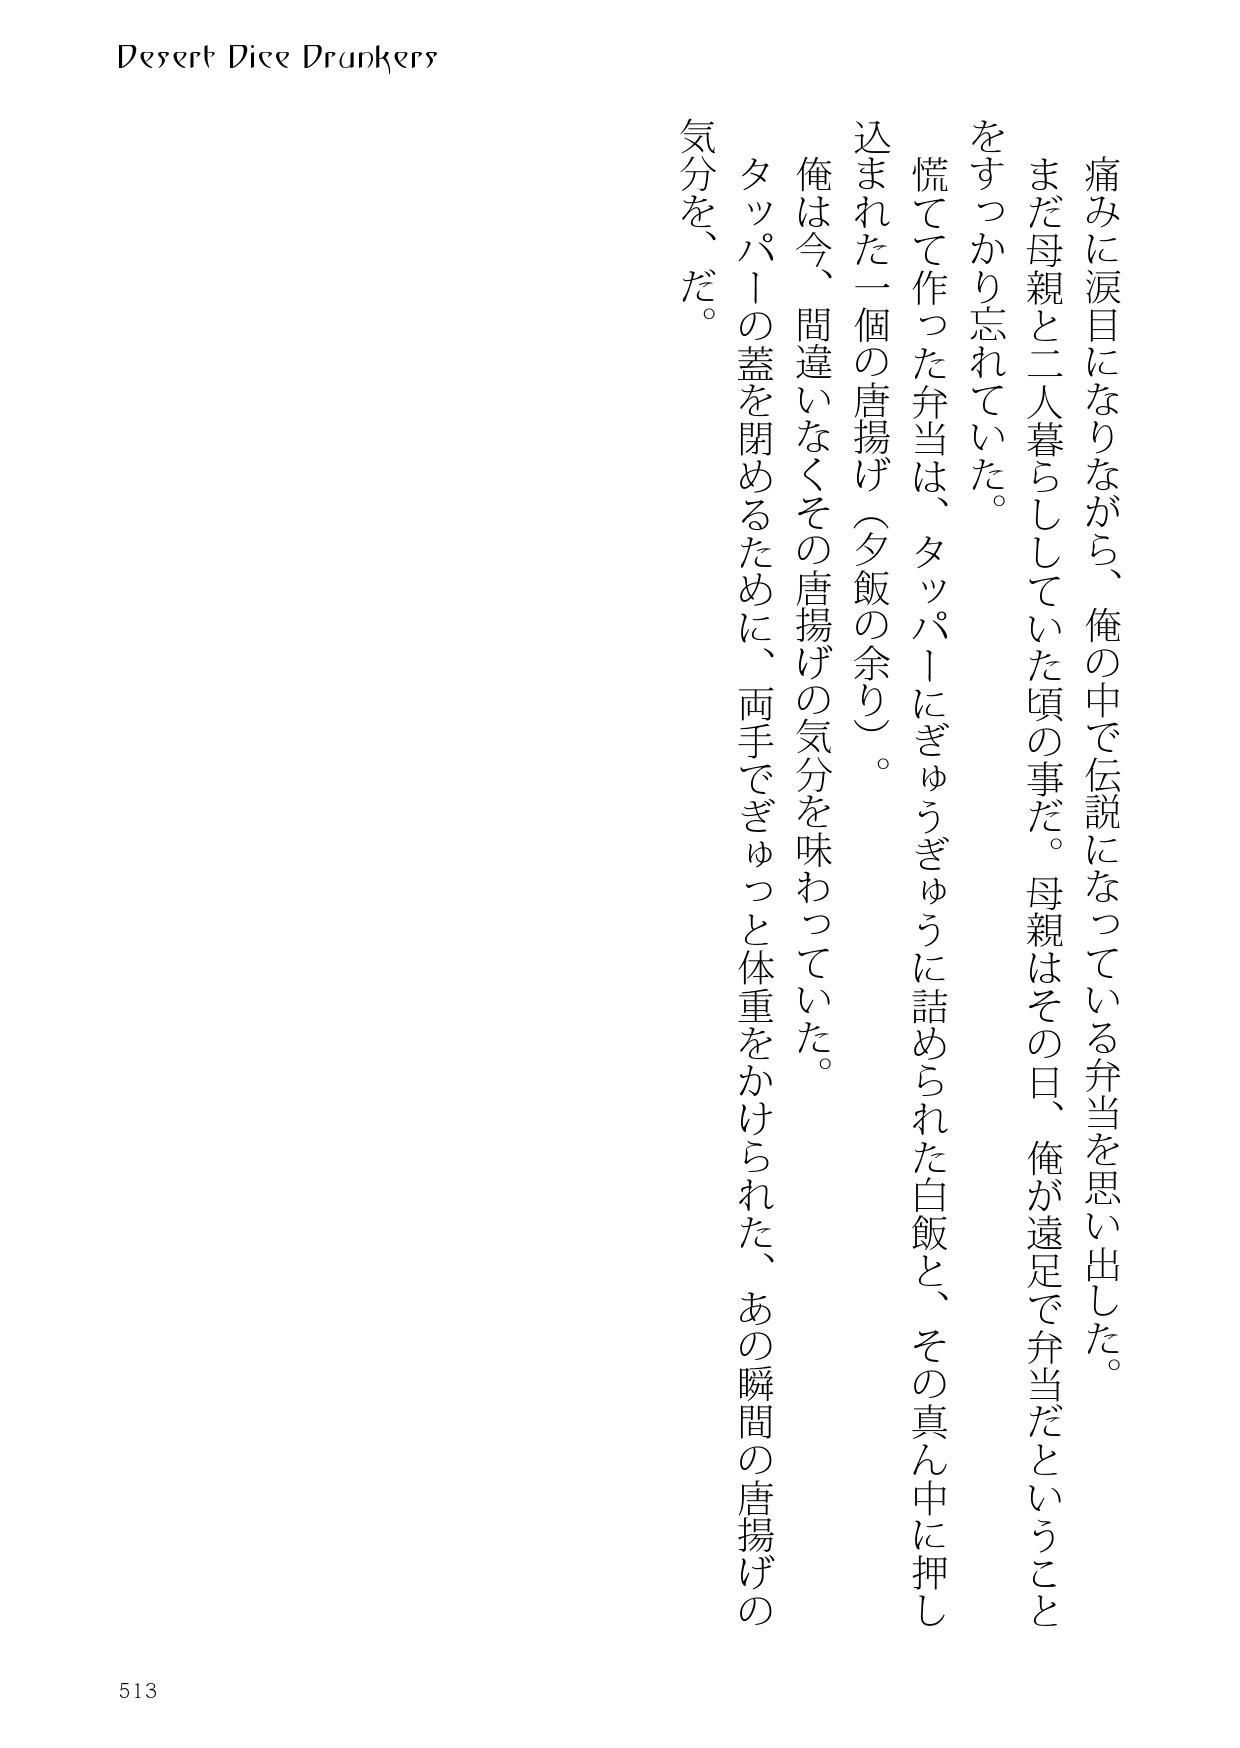 Desert Dice Drunkers
痛みに涙目になりながら、俺の中で伝説になっている弁当を思い出した。
まだ母親と二人暮らししていた頃の事だ。母親はその日、俺が遠足で弁当だということ
をすっかり忘れていた。
慌てて作った弁当は、タッパーにぎゅうぎゅうに詰められた白飯と、その真ん中に押し
込まれた一個の唐揚げ（夕飯の余り）。
俺は今、間違いなくその唐揚げの気分を味わっていた。
タッパーの蓋を閉めるために、両手でぎゅっと体重をかけられた、あの瞬間の唐揚げの
気分を、だ。
513